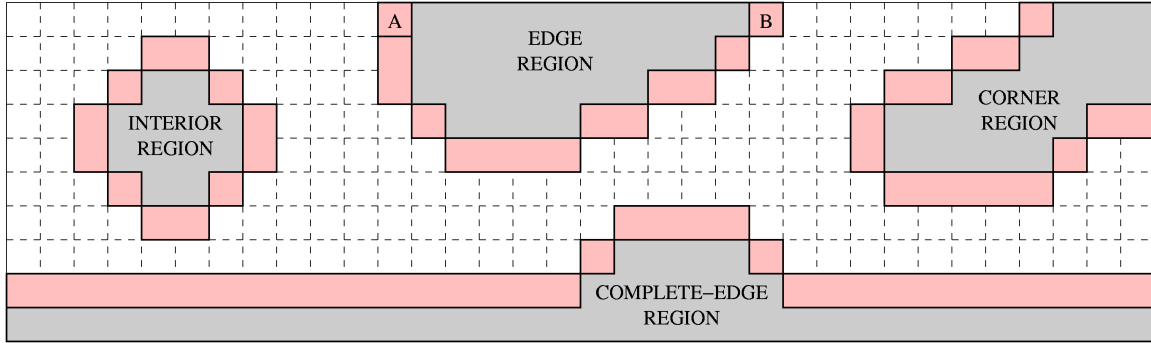 A
B
EDGE
REGION
INTERIOR
REGION
CORNER
REGION
COMPLETE–EDGE
REGION